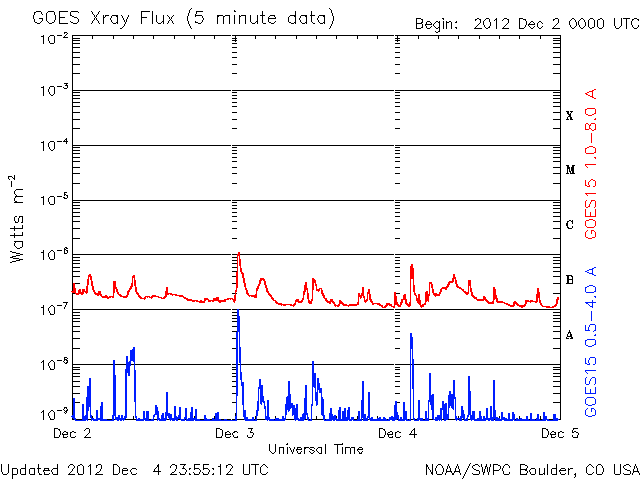 GOES Xray Flux (5 minute data)
Begin: 2012 Dec 2 0000 UTC
10⁻²
10⁻³
10⁻⁴
10⁻⁵
10⁻⁶
10⁻⁷
10⁻⁸
10⁻⁹
Watts m⁻²
X
M
C
B
A
GOES15 1.0-8.0 A
GOES15 0.5-4.0 A
Dec 2
Dec 3
Dec 4
Dec 5
Universal Time
Updated 2012 Dec 4 23:55:12 UTC
NOAA/SWPC Boulder, CO USA